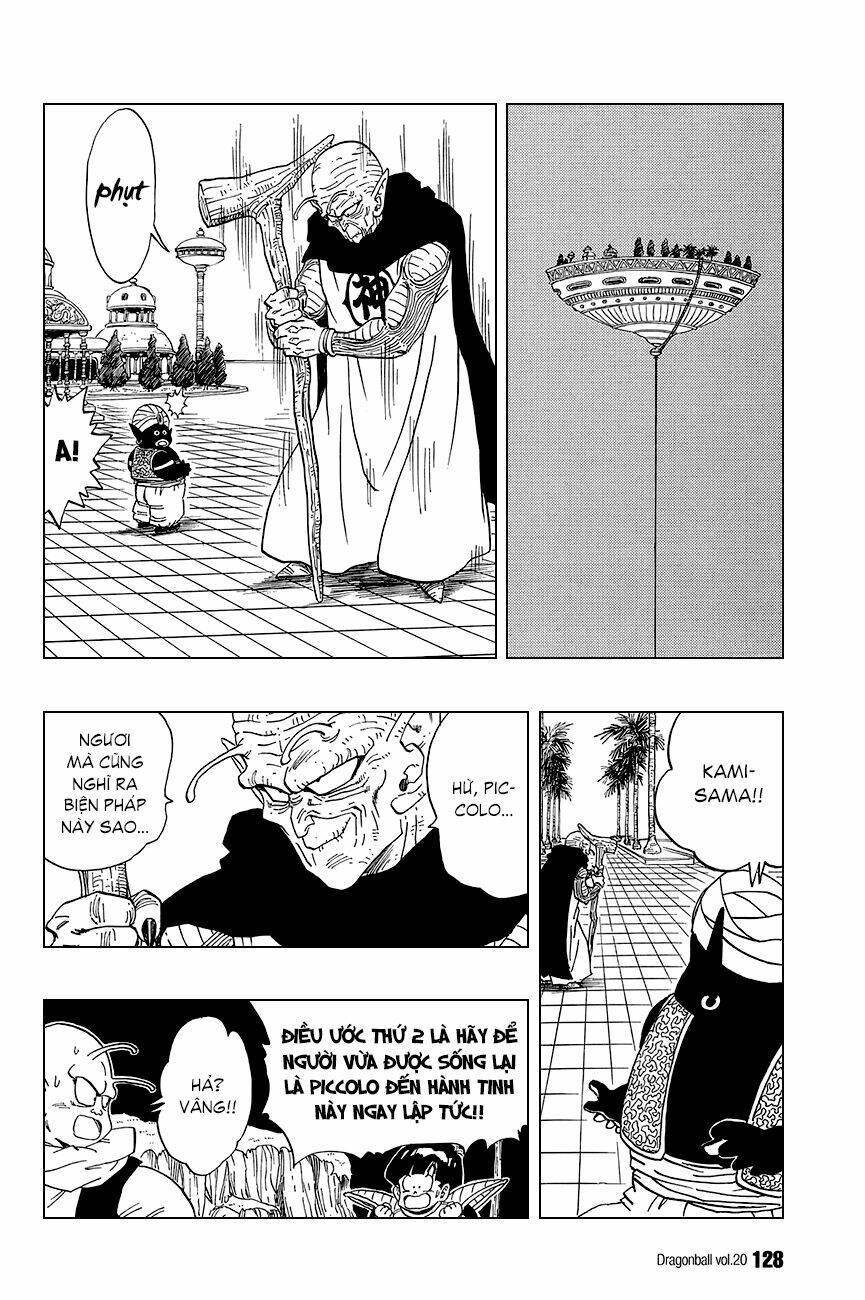 phụt
A!
神
KAMI-
SAMA!!
HỪ, PIC-
COLO...
NGƯƠI
MÀ CŨNG
NGHĨ RA
BIỆN PHÁP
NÀY SAO...
ĐIỀU ƯỚC THỨ 2 LÀ HÃY ĐỂ
NGƯỜI VỪA ĐƯỢC SỐNG LẠI
LÀ PICCOLO ĐẾN HÀNH TINH
NÀY NGAY LẬP TỨC!!
HẢ?
VÂNG!!
Dragonball vol.20 128